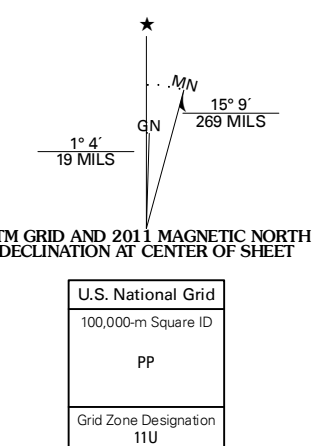 ★
MN
GN
15° 9´
269 MILS
1° 4´
19 MILS
TM GRID AND 2011 MAGNETIC NORTH
DECLINATION AT CENTER OF SHEET
U.S. National Grid
100,000-m Square ID
PP
Grid Zone Designation
11U